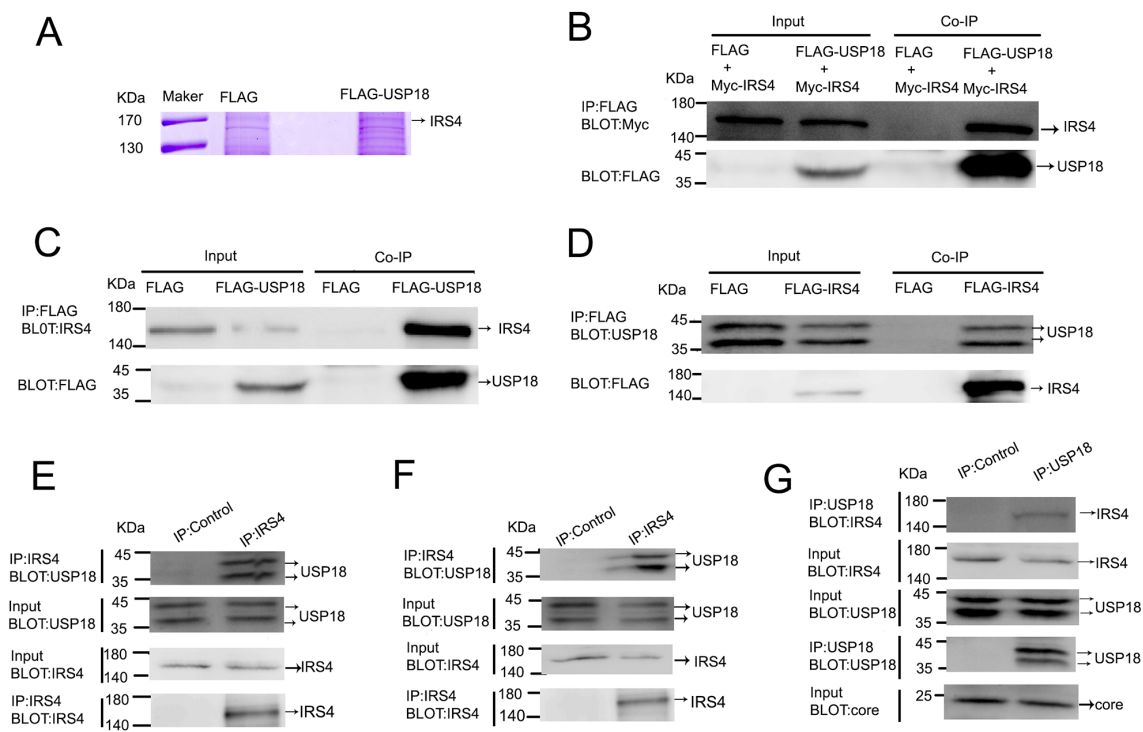 A
KDa Maker FLAG FLAG-USP18
170 → IRS4
130
B
Input Co-IP
FLAG FLAG-USP18 FLAG FLAG-USP18
+ + + +
KDa Myc-IRS4 Myc-IRS4 Myc-IRS4 Myc-IRS4
IP:FLAG 180
BLOT:Myc → IRS4
140
45
→ USP18
BLOT:FLAG 35
C
Input Co-IP
KDa FLAG FLAG-USP18 FLAG FLAG-USP18
IP:FLAG 180
BL0T:IRS4 → IRS4
140
BLOT:FLAG 45
→USP18
35
D
Input Co-IP
KDa FLAG FLAG-IRS4 FLAG FLAG-IRS4
IP:FLAG 45
BLOT:USP18 → USP18
35 →
BLOT:FLAG 180
→ IRS4
140
E
KDa IP:Control IP:IRS4
IP:IRS4 45 →
BLOT:USP18 35 → USP18
Input 45 →
BLOT:USP18 35 → USP18
Input 180
BLOT:IRS4 140 →IRS4
IP:IRS4 180
BLOT:IRS4 140 →IRS4
F
KDa IP:Control IP:IRS4
IP:IRS4 45 →
BLOT:USP18 35 → USP18
Input 45 →
BLOT:USP18 35 → USP18
Input 180
BLOT:IRS4 140 → IRS4
IP:IRS4 180
BLOT:IRS4 140 → IRS4
G
KDa IP:Control IP:USP18
IP:USP18 180
BLOT:IRS4 140 →IRS4
Input 180
BLOT:IRS4 140 →IRS4
Input 45 →
BLOT:USP18 35 → USP18
IP:USP18 45 →
BLOT:USP18 35 → USP18
Input 25
BLOT:core →core